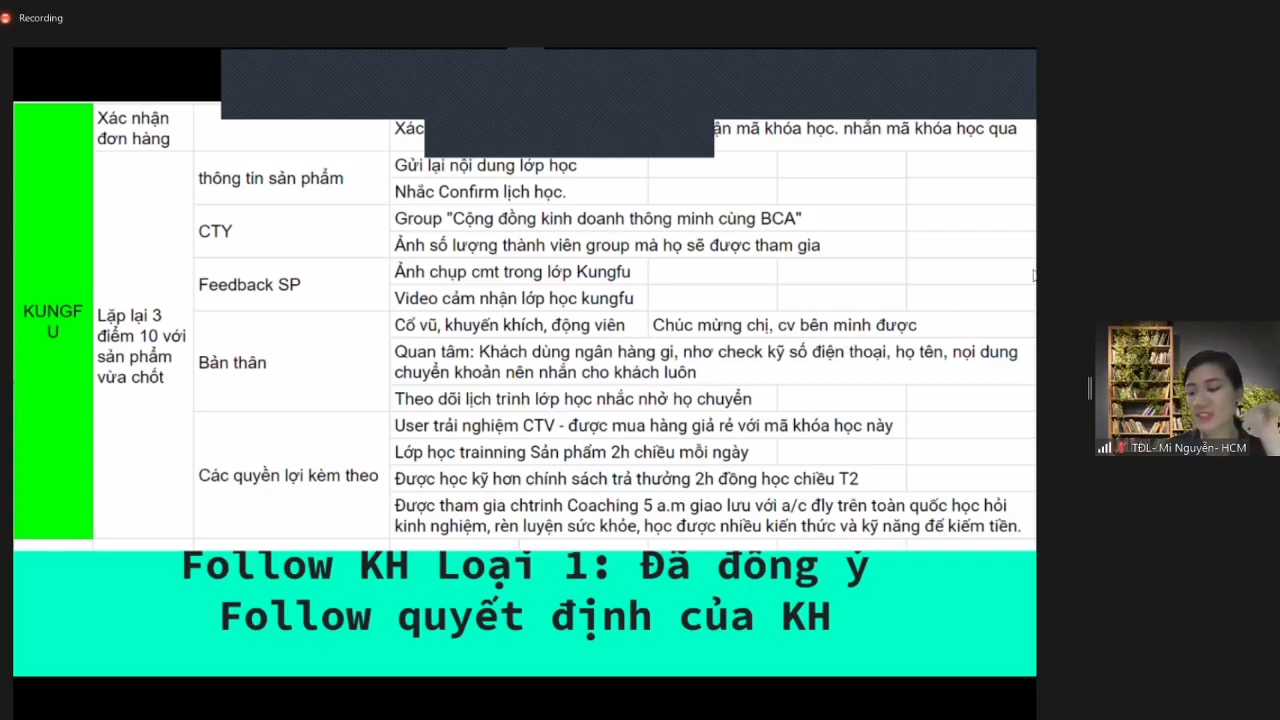 Recording
Xác nhận
đơn hàng
Xác
mã khóa học. nhắn mã khóa học qua
KUNGF
U
Lặp lại 3
điểm 10 với
sản phẩm
vừa chốt
thông tin sản phẩm
Gửi lại nội dung lớp học
Nhắc Confirm lịch học.
CTY
Group "Cộng đồng kinh doanh thông minh cùng BCA"
Ảnh số lượng thành viên group mà họ sẽ được tham gia
Feedback SP
Ảnh chụp cmt trong lớp Kungfu
Video cảm nhận lớp học kungfu
Bản thân
Cổ vũ, khuyến khích, động viên
Chúc mừng chị, cv bên mình được
Quan tâm: Khách dùng ngân hàng gi, nhơ check kỹ số điện thoại, họ tên, nọi dung
chuyển khoản nên nhắn cho khách luôn
Theo dõi lịch trình lớp học nhắc nhở họ chuyển
Các quyền lợi kèm theo
User trải nghiệm CTV - được mua hàng giá rẻ với mã khóa học này
Lớp học trainning Sản phẩm 2h chiều mỗi ngày
Được học kỹ hơn chính sách trả thưởng 2h đồng học chiều T2
Được tham gia chtrinh Coaching 5 a.m giao lưu với a/c đly trên toàn quốc học hỏi
kinh nghiệm, rèn luyện sức khỏe, học được nhiều kiến thức và kỹ năng để kiếm tiền.
Follow KH Loại 1: Đã đồng ý
Follow quyết định của KH
TĐL- Mi Nguyễn- HCM